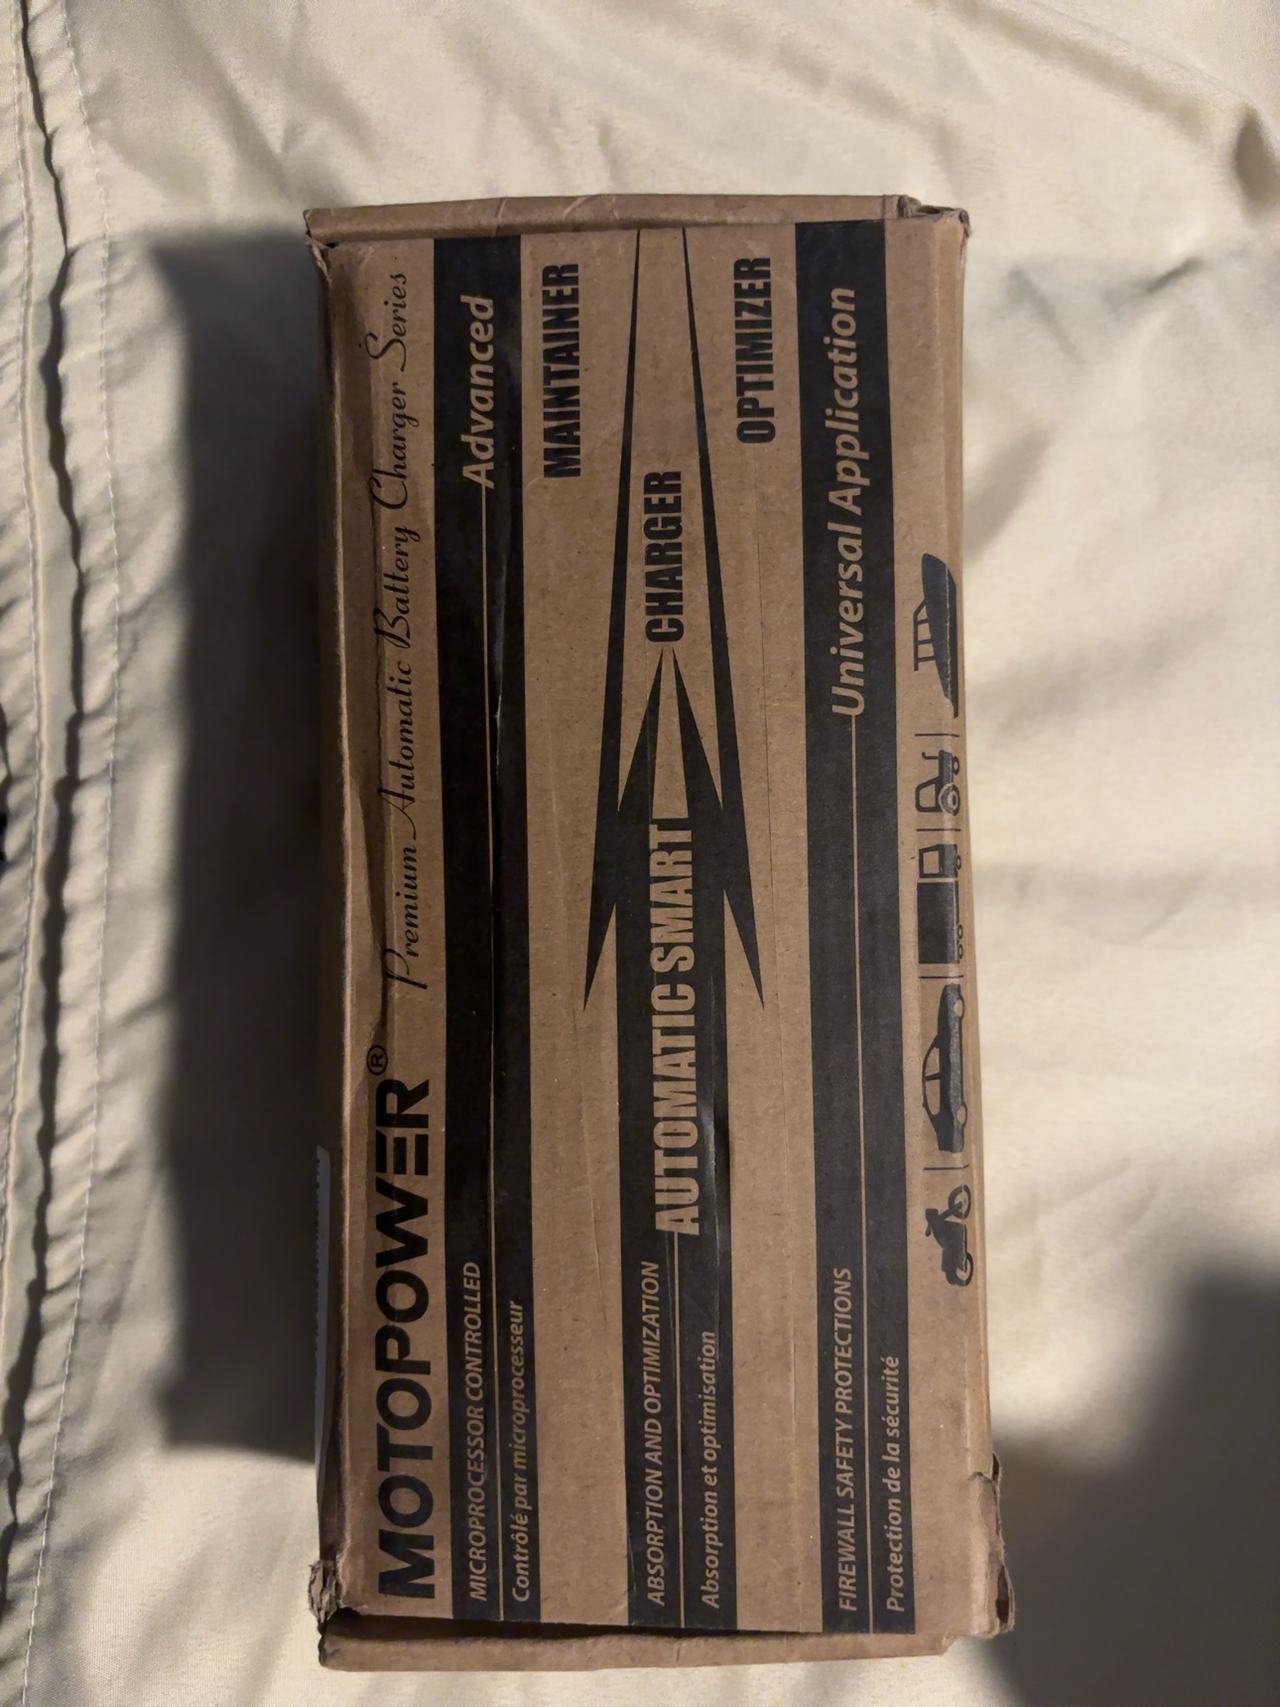 MOTOPOWER® Premium Automatic Battery Charger Series
MICROPROCESSOR CONTROLLED
Contrôlé par microprocesseur
Advanced
MAINTAINER
ABSORPTION AND OPTIMIZATION
Absorption et optimisation
AUTOMATIC SMART CHARGER
OPTIMIZER
FIREWALL SAFETY PROTECTIONS
Protection de la sécurité
Universal Application